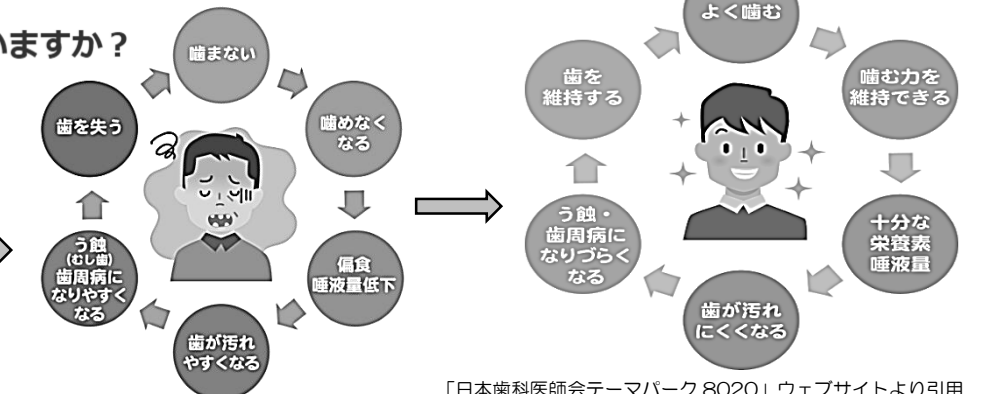 いますか？
噛まない
噛めなく
なる
偏食
唾液量低下
歯が汚れ
やすくなる
う蝕
(むし歯)
歯周病に
なりやすく
なる
歯を失う
よく噛む
噛む力を
維持できる
十分な
栄養素
唾液量
歯が汚れ
にくくなる
う蝕・
歯周病に
なりづらく
なる
歯を
維持する
「日本歯科医師会テーマパーク 8020」ウェブサイトより引用